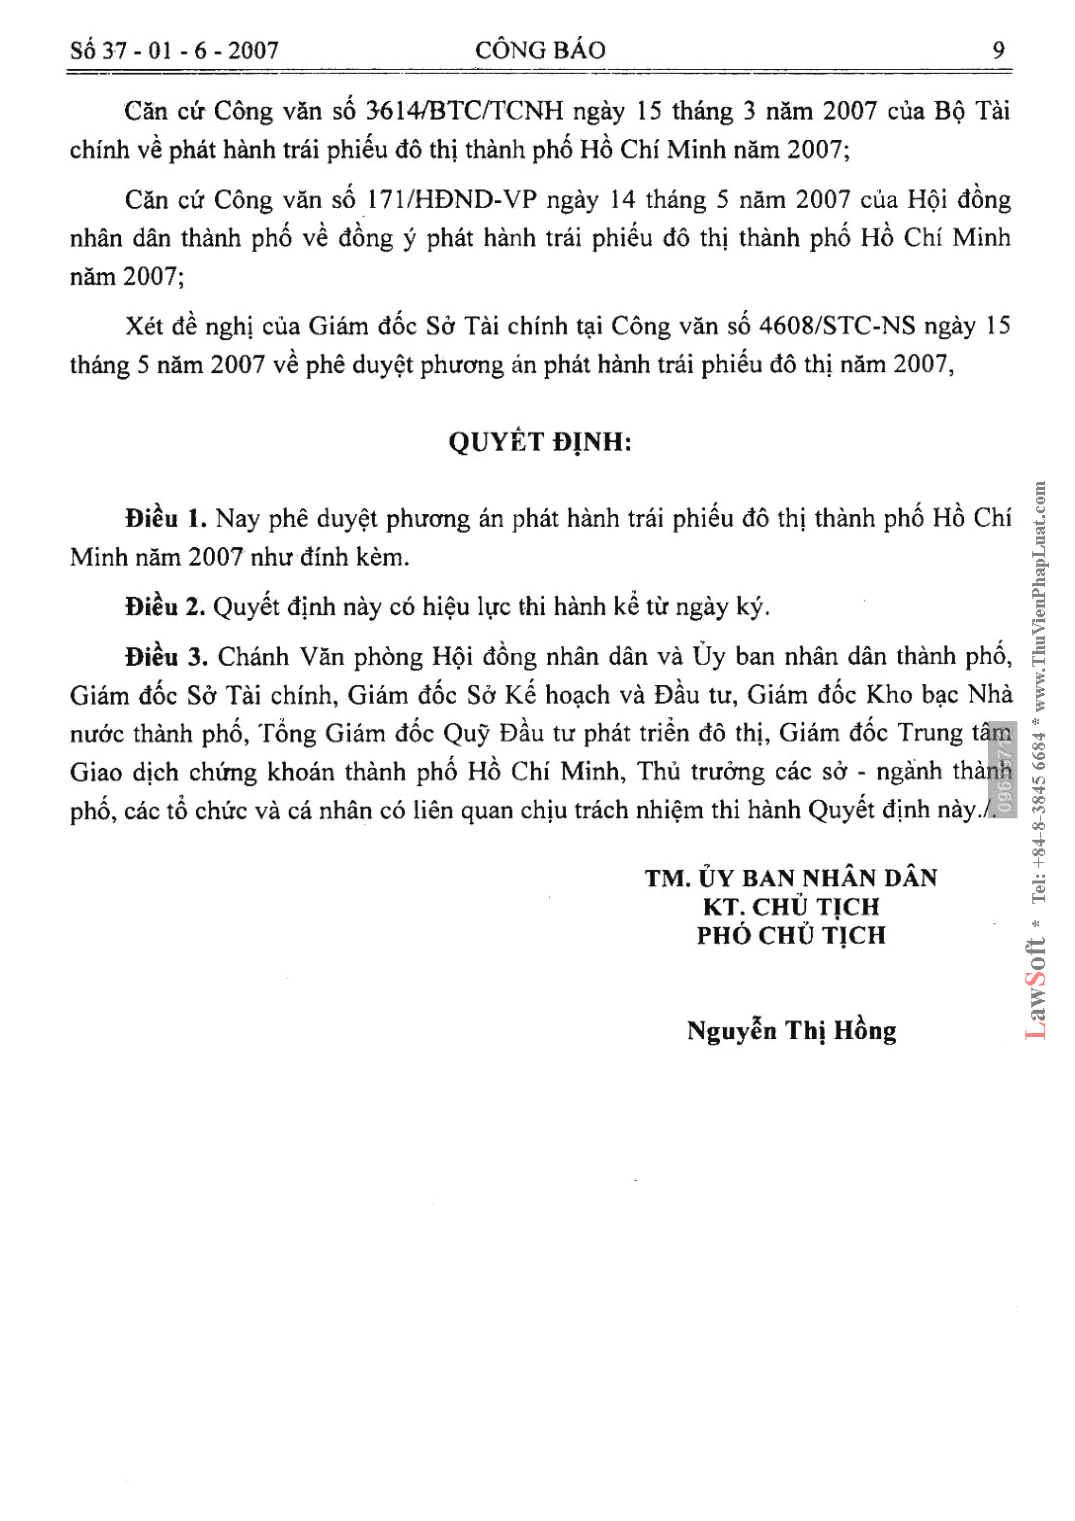 Số 37 - 01 - 6 - 2007 CÔNG BÁO 9
Căn cứ Công văn số 3614/BTC/TCNH ngày 15 tháng 3 năm 2007 của Bộ Tài
chính về phát hành trái phiếu đô thị thành phố Hồ Chí Minh năm 2007;
Căn cứ Công văn số 171/HĐND-VP ngày 14 tháng 5 năm 2007 của Hội đồng
nhân dân thành phố về đồng ý phát hành trái phiếu đô thị thành phố Hồ Chí Minh
năm 2007;
Xét đề nghị của Giám đốc Sở Tài chính tại Công văn số 4608/STC-NS ngày 15
tháng 5 năm 2007 về phê duyệt phương án phát hành trái phiếu đô thị năm 2007,
QUYẾT ĐỊNH:
Điều 1. Nay phê duyệt phương án phát hành trái phiếu đô thị thành phố Hồ Chí
Minh năm 2007 như đính kèm.
Điều 2. Quyết định này có hiệu lực thi hành kể từ ngày ký.
Điều 3. Chánh Văn phòng Hội đồng nhân dân và Ủy ban nhân dân thành phố,
Giám đốc Sở Tài chính, Giám đốc Sở Kế hoạch và Đầu tư, Giám đốc Kho bạc Nhà
nước thành phố, Tổng Giám đốc Quỹ Đầu tư phát triển đô thị, Giám đốc Trung tâm
Giao dịch chứng khoán thành phố Hồ Chí Minh, Thủ trưởng các sở - ngành thành
phố, các tổ chức và cá nhân có liên quan chịu trách nhiệm thi hành Quyết định này./.
TM. ỦY BAN NHÂN DÂN
KT. CHỦ TỊCH
PHÓ CHỦ TỊCH
Nguyễn Thị Hồng
LawSoft * Tel: +84-8-3845 6684 * www.ThuVienPhapLuat.com